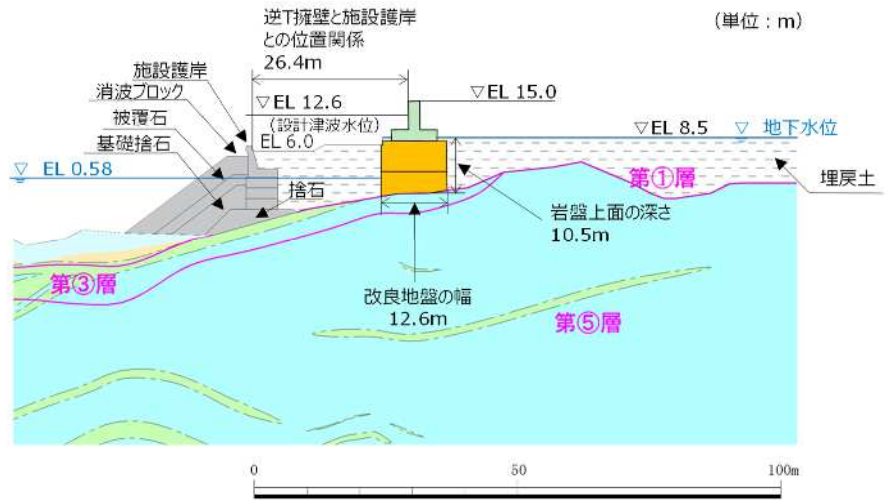 逆T擁壁と施設護岸
との位置関係
26.4m
(単位：m)
施設護岸
消波ブロック
被覆石
基礎捨石
▽EL 12.6
(設計津波水位)
EL 6.0
▽EL 15.0
▽EL 8.5 ▽ 地下水位
▽ EL 0.58
捨石
第①層
埋戻土
岩盤上面の深さ
10.5m
第③層
改良地盤の幅
12.6m
第⑤層
0 50 100m